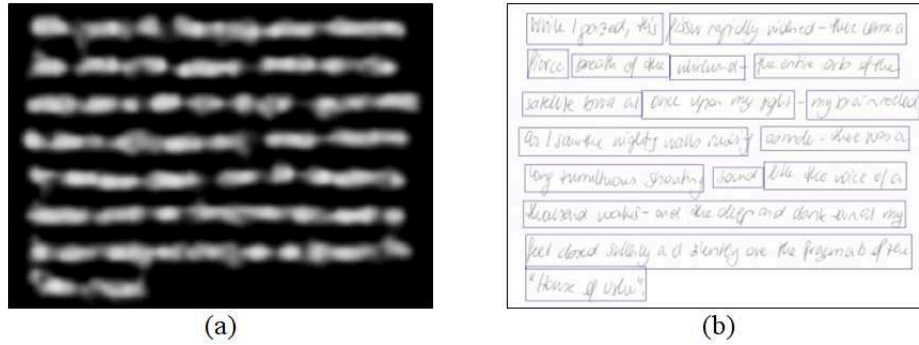 While I gazed, this fissure rapidly widened - there came a
fierce breath of the whirlwind - the entire orb of the
satellite burst at once upon my sight - my brain reeled
as I saw the mighty walls rushing asunder - there was a
long tumultuous shouting sound like the voice of a
thousand waters - and the deep and dank tarn at my
feet closed sullenly and silently over the fragments of the
"House of Usher".
(a) (b)